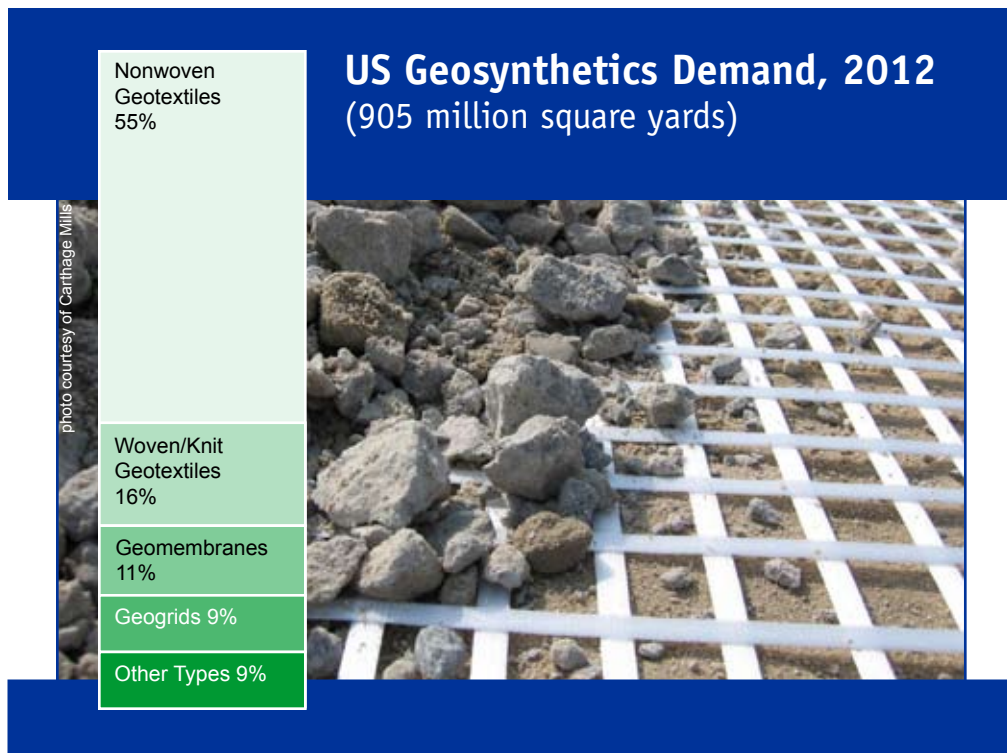 US Geosynthetics Demand, 2012
(905 million square yards)
Nonwoven
Geotextiles
55%
Woven/Knit
Geotextiles
16%
Geomembranes
11%
Geogrids 9%
Other Types 9%
photo courtesy of Carthage Mills